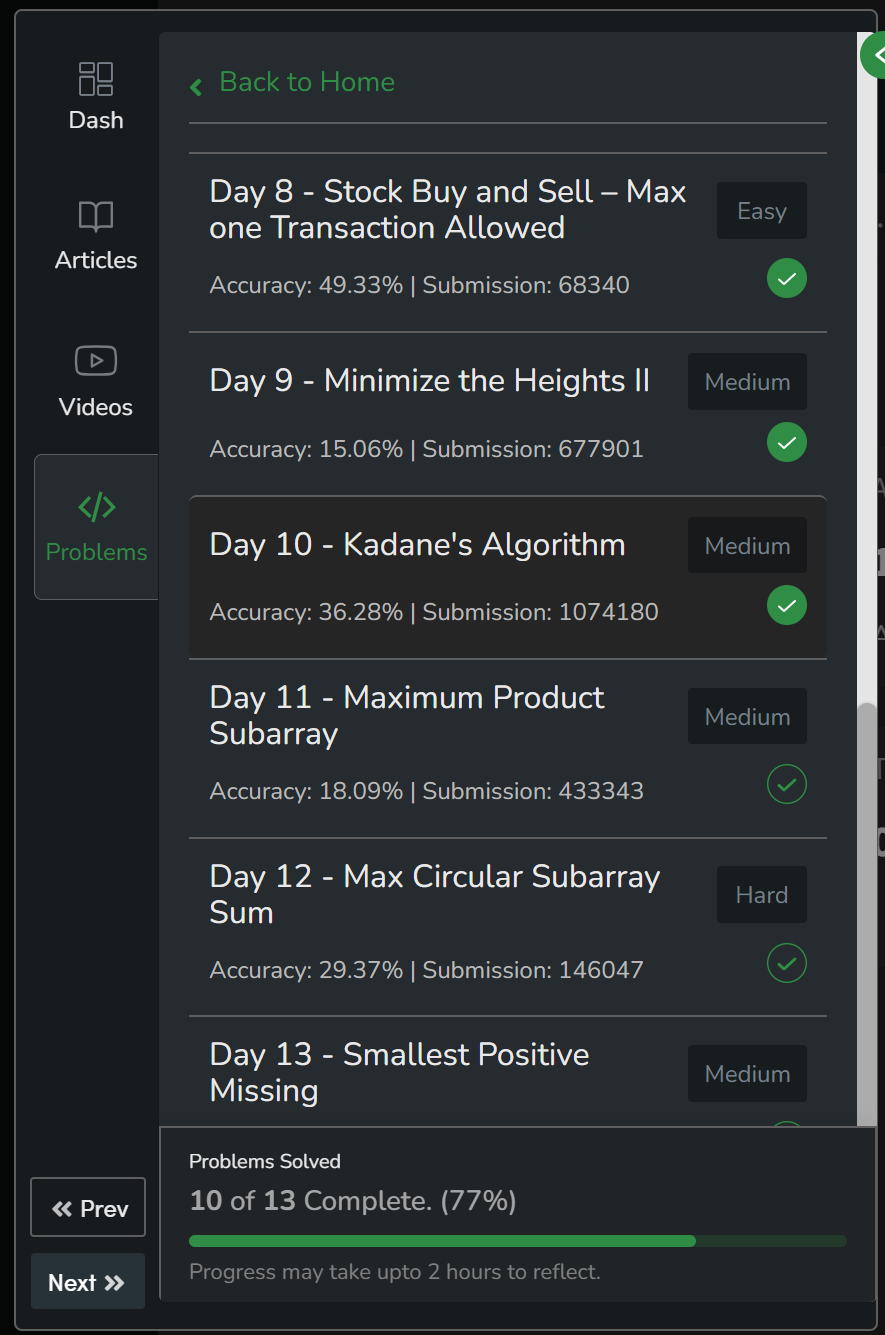 Dash
Articles
Videos
Problems
Prev
Next
Back to Home
Day 8 - Stock Buy and Sell – Max
one Transaction Allowed
Easy
Accuracy: 49.33% | Submission: 68340
Day 9 - Minimize the Heights II
Medium
Accuracy: 15.06% | Submission: 677901
Day 10 - Kadane's Algorithm
Medium
Accuracy: 36.28% | Submission: 1074180
Day 11 - Maximum Product
Subarray
Medium
Accuracy: 18.09% | Submission: 433343
Day 12 - Max Circular Subarray
Sum
Hard
Accuracy: 29.37% | Submission: 146047
Day 13 - Smallest Positive
Missing
Medium
Problems Solved
10 of 13 Complete. (77%)
Progress may take upto 2 hours to reflect.